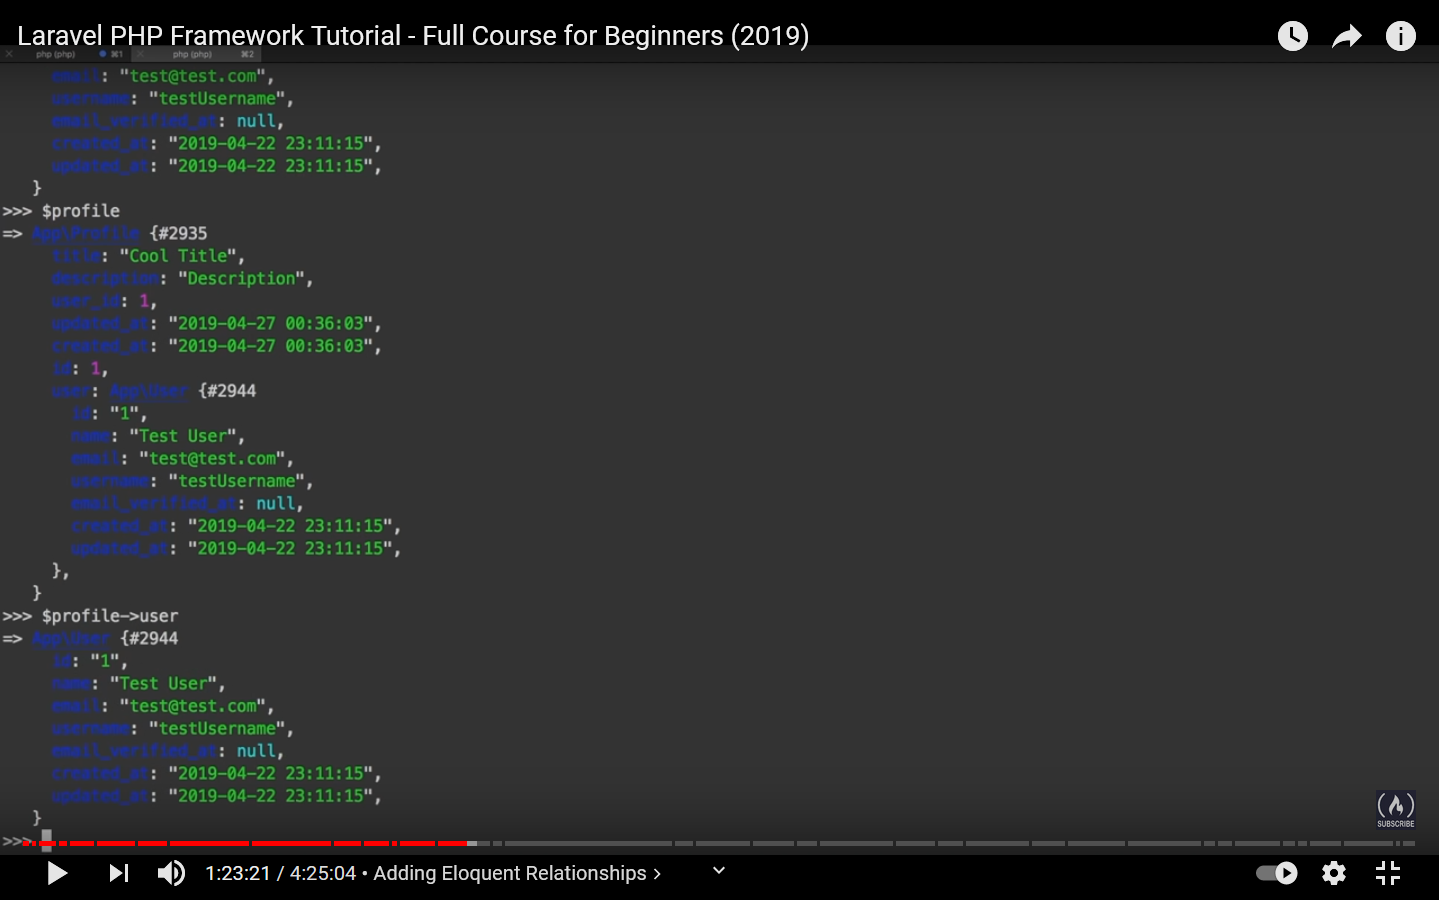 Laravel PHP Framework Tutorial - Full Course for Beginners (2019)
php (php) ⌘1 php (php) ⌘2
email: "test@test.com",
username: "testUsername",
email_verified_at: null,
created_at: "2019-04-22 23:11:15",
updated_at: "2019-04-22 23:11:15",
}
>>> $profile
=> App\Profile {#2935
title: "Cool Title",
description: "Description",
user_id: 1,
updated_at: "2019-04-27 00:36:03",
created_at: "2019-04-27 00:36:03",
id: 1,
user: App\User {#2944
id: "1",
name: "Test User",
email: "test@test.com",
username: "testUsername",
email_verified_at: null,
created_at: "2019-04-22 23:11:15",
updated_at: "2019-04-22 23:11:15",
},
}
>>> $profile->user
=> App\User {#2944
id: "1",
name: "Test User",
email: "test@test.com",
username: "testUsername",
email_verified_at: null,
created_at: "2019-04-22 23:11:15",
updated_at: "2019-04-22 23:11:15",
}
>>>
SUBSCRIBE
1:23:21 / 4:25:04 • Adding Eloquent Relationships >